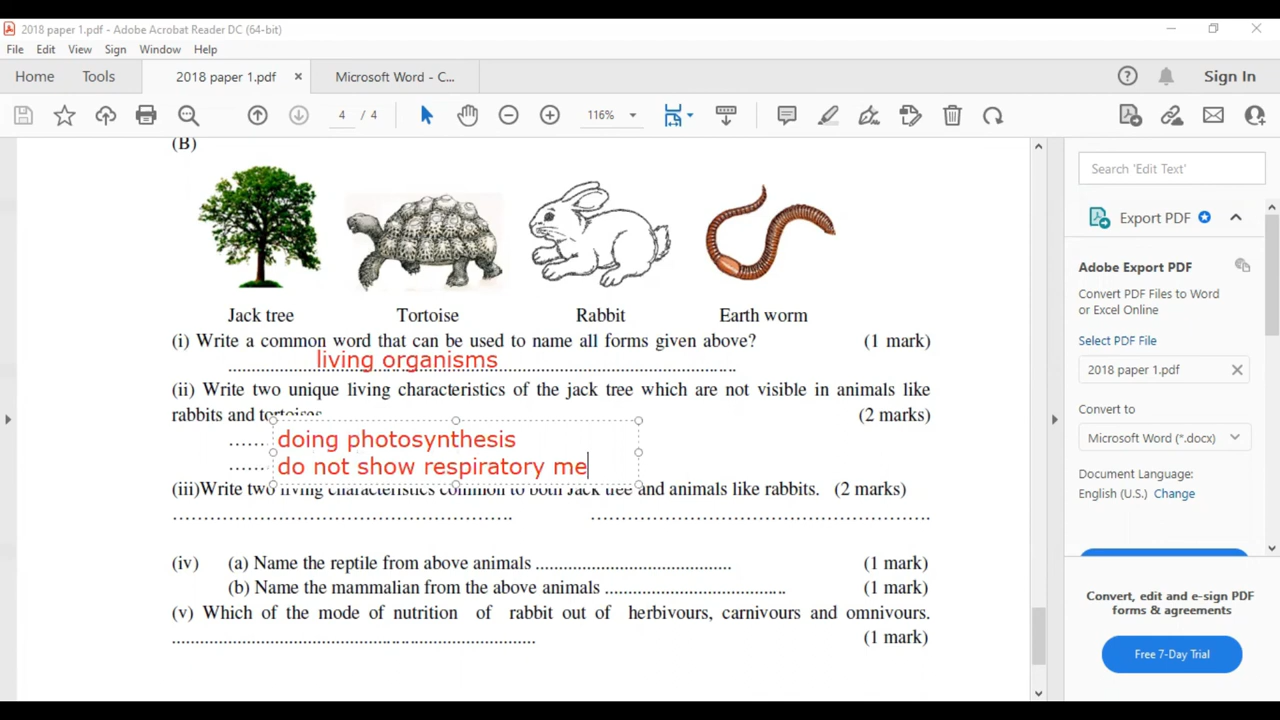 2018 paper 1.pdf - Adobe Acrobat Reader DC (64-bit)
File Edit View Sign Window Help
Home Tools 2018 paper 1.pdf × Microsoft Word - C... ? Sign In
4 / 4 116%
(B)
Jack tree Tortoise Rabbit Earth worm
(i) Write a common word that can be used to name all forms given above? (1 mark)
living organisms
(ii) Write two unique living characteristics of the jack tree which are not visible in animals like
rabbits and tortoises (2 marks)
...... doing photosynthesis
...... do not show respiratory me
(iii)Write two living characteristics common to both Jack tree and animals like rabbits. (2 marks)
(iv) (a) Name the reptile from above animals .......................................... (1 mark)
(b) Name the mammalian from the above animals ....................................... (1 mark)
(v) Which of the mode of nutrition of rabbit out of herbivours, carnivours and omnivours.
............................................................................... (1 mark)
Search 'Edit Text'
Export PDF
Adobe Export PDF
Convert PDF Files to Word
or Excel Online
Select PDF File
2018 paper 1.pdf
Convert to
Microsoft Word (*.docx)
Document Language:
English (U.S.) Change
Convert, edit and e-sign PDF
forms & agreements
Free 7-Day Trial